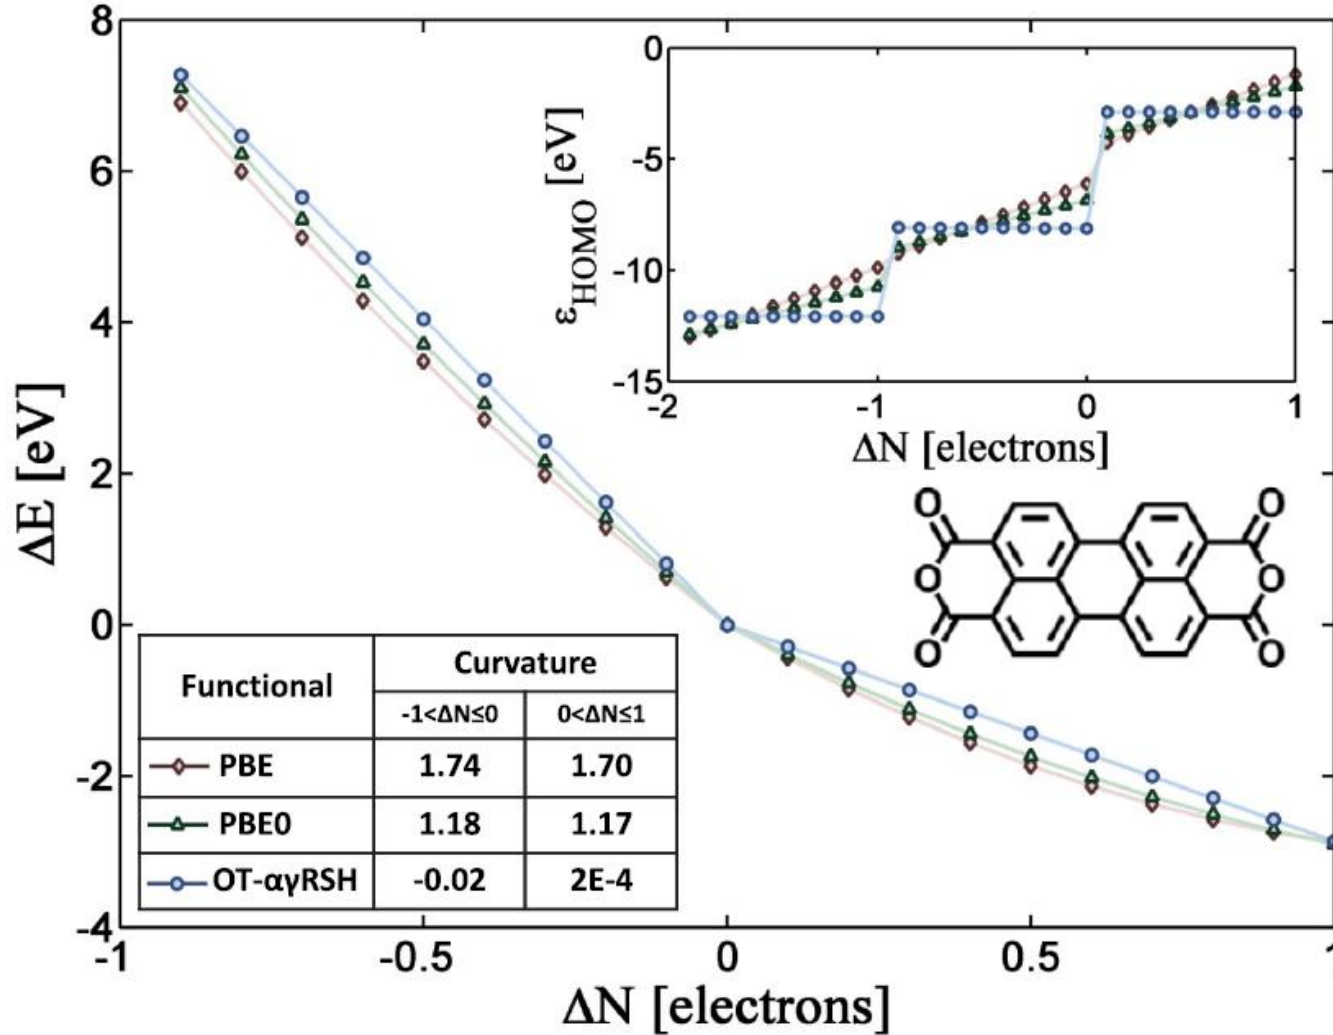 8
6
4
2
0
-2
-4
-1
-0.5
0
0.5
1
ΔE [eV]
ΔN [electrons]
0
-5
-10
-15
-2
-1
0
1
εHOMO [eV]
ΔN [electrons]
O
O
O
O
O
O
Functional
Curvature
-1<ΔN≤0
0<ΔN≤1
PBE
1.74
1.70
PBE0
1.18
1.17
OT-αγRSH
-0.02
2E-4